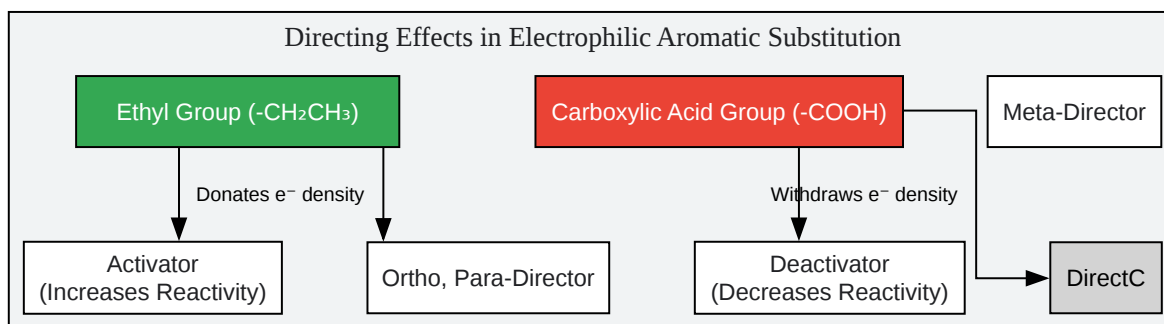 Directing Effects in Electrophilic Aromatic Substitution
Ethyl Group (-CH₂CH₃)
Carboxylic Acid Group (-COOH)
Meta-Director
Donates e⁻ density
Withdraws e⁻ density
Activator
(Increases Reactivity)
Ortho, Para-Director
Deactivator
(Decreases Reactivity)
DirectC